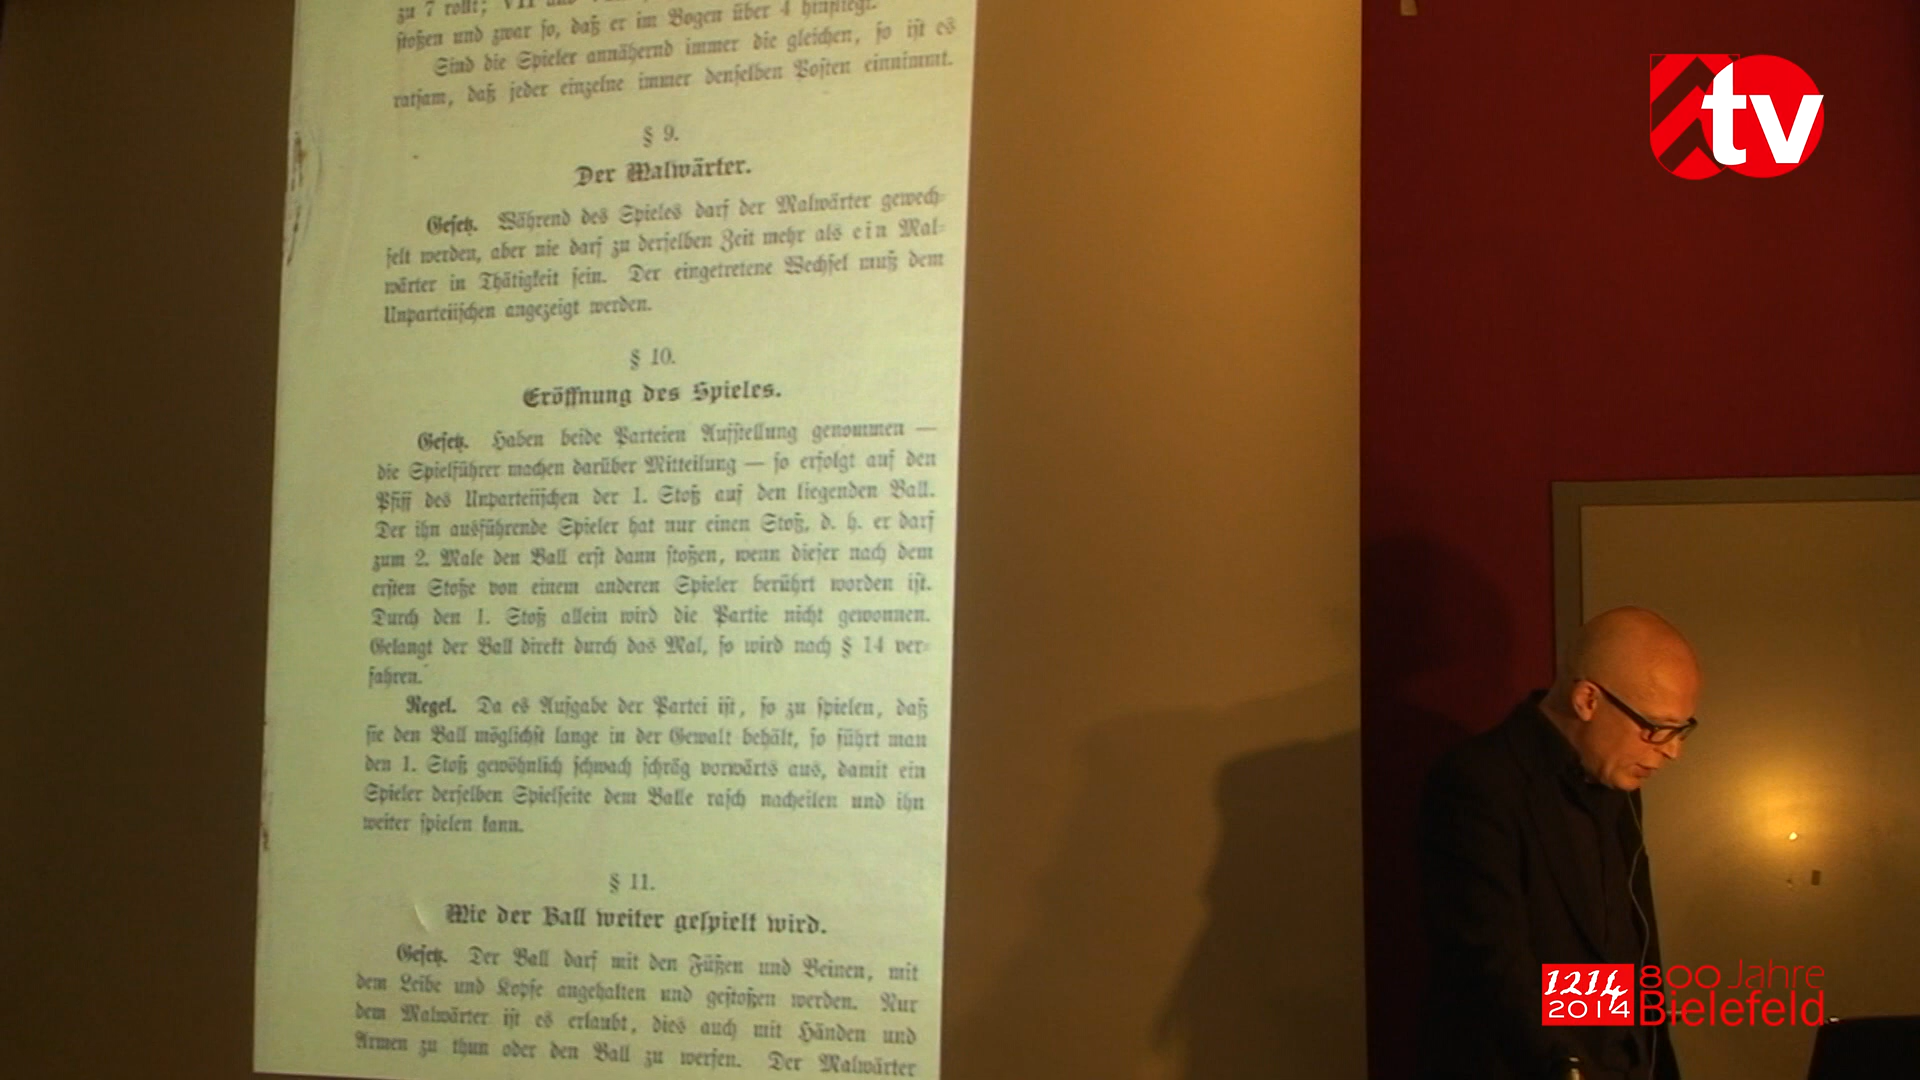 zu 7 rollt; VII und
stoßen und zwar so, daß er im Bogen über 4 hinfliegt.
Sind die Spieler annähernd immer die gleichen, so ist es
ratsam, daß jeder einzelne immer denselben Posten einnimmt.
§ 9.
Der Malwärter.
Gesetz. Während des Spieles darf der Malwärter gewech-
selt werden, aber nie darf zu derselben Zeit mehr als ein Mal-
wärter in Thätigkeit sein. Der eingetretene Wechsel muß dem
Unparteiischen angezeigt werden.
§ 10.
Eröffnung des Spieles.
Gesetz. Haben beide Parteien Aufstellung genommen —
die Spielführer machen darüber Mitteilung — so erfolgt auf den
Pfiff des Unparteiischen der 1. Stoß auf den liegenden Ball.
Der ihn ausführende Spieler hat nur einen Stoß, d. h. er darf
zum 2. Male den Ball erst dann stoßen, wenn dieser nach dem
ersten Stoße von einem anderen Spieler berührt worden ist.
Durch den 1. Stoß allein wird die Partie nicht gewonnen.
Gelangt der Ball direkt durch das Mal, so wird nach § 14 ver-
fahren.
Regel. Da es Aufgabe der Partei ist, so zu spielen, daß
sie den Ball möglichst lange in der Gewalt behält, so führt man
den 1. Stoß gewöhnlich schwach schräg vorwärts aus, damit ein
Spieler derselben Spielseite dem Balle rasch nacheilen und ihn
weiter spielen kann.
§ 11.
Wie der Ball weiter gespielt wird.
Gesetz. Der Ball darf mit den Füßen und Beinen, mit
dem Leibe und Kopfe angehalten und gestoßen werden. Nur
dem Malwärter ist es erlaubt, dies auch mit Händen und
Armen zu thun oder den Ball zu werfen. Der Malwärter
tv
1214
2014
800 Jahre
Bielefeld